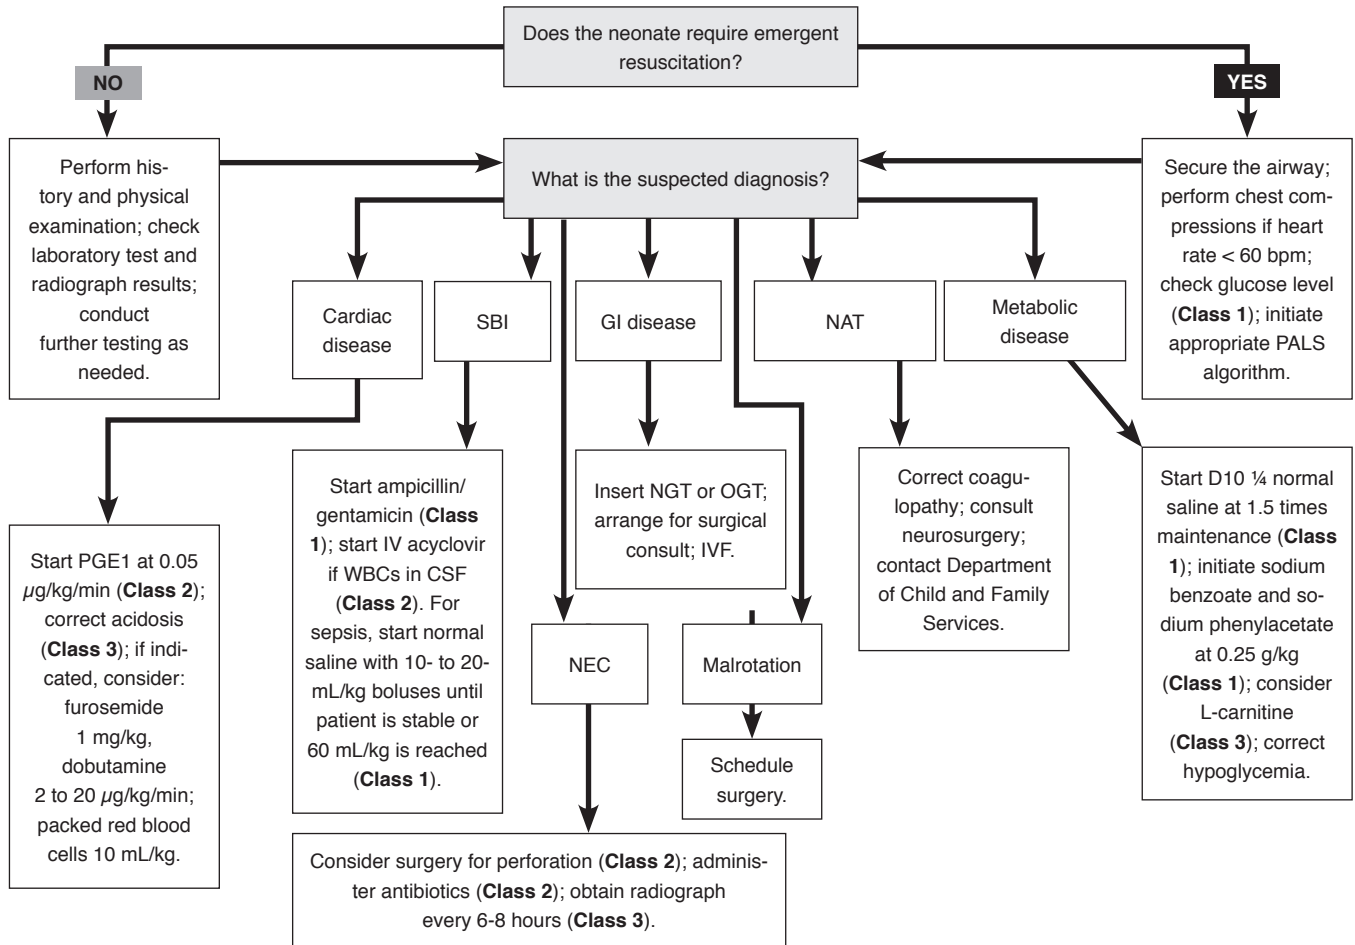 Does the neonate require emergent
resuscitation?
NO
YES
Perform his-
tory and physical
examination; check
laboratory test and
radiograph results;
conduct
further testing as
needed.
What is the suspected diagnosis?
Secure the airway;
perform chest com-
pressions if heart
rate < 60 bpm;
check glucose level
(Class 1); initiate
appropriate PALS
algorithm.
Cardiac
disease
SBI
GI disease
NAT
Metabolic
disease
Start PGE1 at 0.05
µg/kg/min (Class 2);
correct acidosis
(Class 3); if indi-
cated, consider:
furosemide
1 mg/kg,
dobutamine
2 to 20 µg/kg/min;
packed red blood
cells 10 mL/kg.
Start ampicillin/
gentamicin (Class
1); start IV acyclovir
if WBCs in CSF
(Class 2). For
sepsis, start normal
saline with 10- to 20-
mL/kg boluses until
patient is stable or
60 mL/kg is reached
(Class 1).
Insert NGT or OGT;
arrange for surgical
consult; IVF.
Correct coagu-
lopathy; consult
neurosurgery;
contact Department
of Child and Family
Services.
Start D10 ¼ normal
saline at 1.5 times
maintenance (Class
1); initiate sodium
benzoate and so-
dium phenylacetate
at 0.25 g/kg
(Class 1); consider
L-carnitine
(Class 3); correct
hypoglycemia.
NEC
Malrotation
Schedule
surgery.
Consider surgery for perforation (Class 2); adminis-
ter antibiotics (Class 2); obtain radiograph
every 6-8 hours (Class 3).